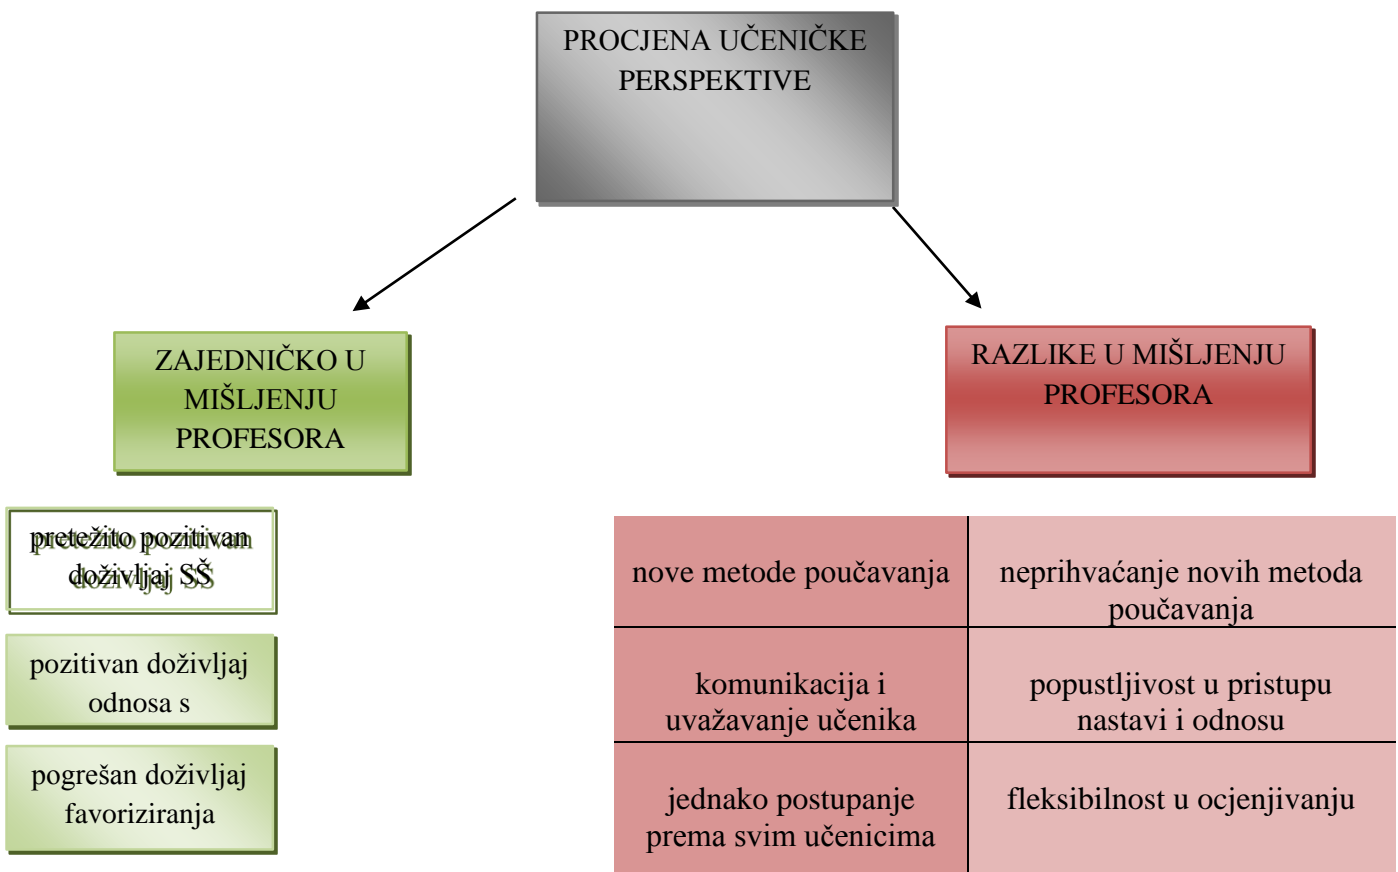 PROCJENA UČENIČKE
PERSPEKTIVE
ZAJEDNIČKO U
MIŠLJENJU
PROFESORA
RAZLIKE U MIŠLJENJU
PROFESORA
pretežito pozitivan
doživljaj SŠ
pozitivan doživljaj
odnosa s
pogrešan doživljaj
favoriziranja
nove metode poučavanja
neprihvaćanje novih metoda
poučavanja
komunikacija i
uvažavanje učenika
popustljivost u pristupu
nastavi i odnosu
jednako postupanje
prema svim učenicima
fleksibilnost u ocjenjivanju